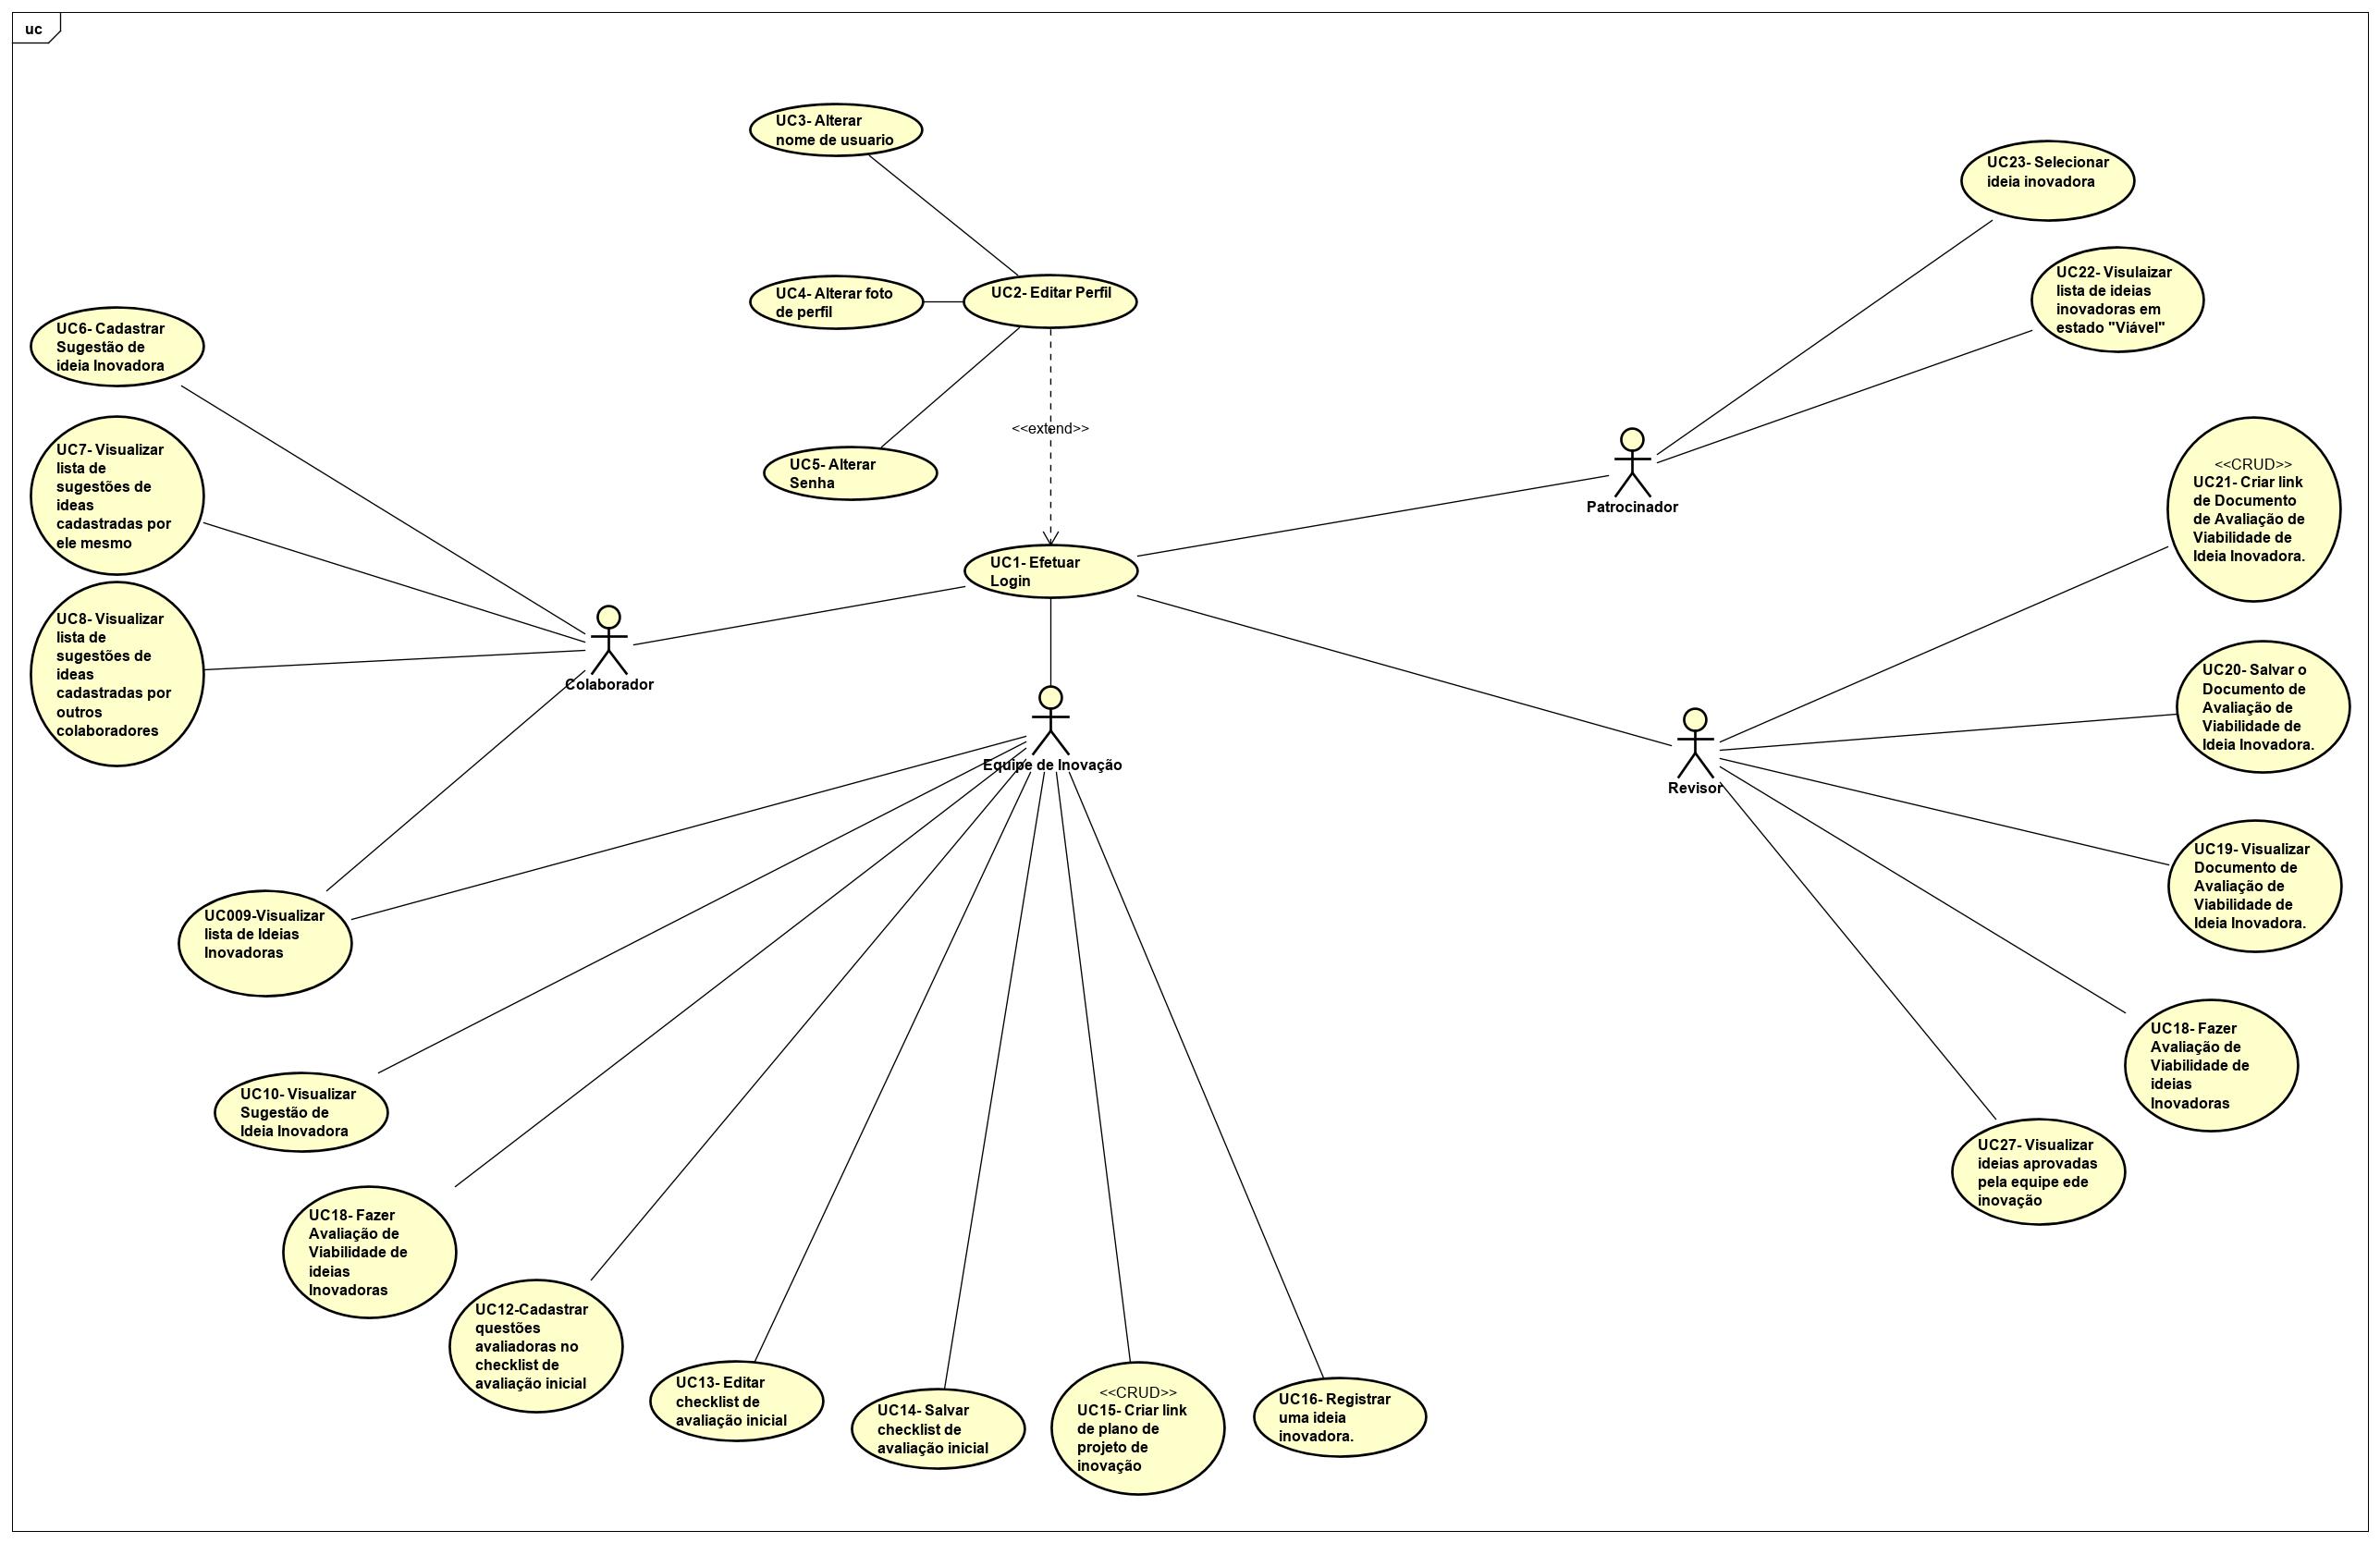 uc
UC3- Alterar
nome de usuario
UC23- Selecionar
ideia inovadora
UC4- Alterar foto
de perfil
UC2- Editar Perfil
UC22- Visulaizar
lista de ideias
inovadoras em
estado "Viável"
UC6- Cadastrar
Sugestão de
ideia Inovadora
<<extend>>
UC7- Visualizar
lista de
sugestões de
ideas
cadastradas por
ele mesmo
UC5- Alterar
Senha
Patrocinador
<<CRUD>>
UC21- Criar link
de Documento
de Avaliação de
Viabilidade de
Ideia Inovadora.
UC1- Efetuar
Login
UC8- Visualizar
lista de
sugestões de
ideas
cadastradas por
outros
colaboradores
Colaborador
UC20- Salvar o
Documento de
Avaliação de
Viabilidade de
Ideia Inovadora.
Equipe de Inovação
Revisor
UC19- Visualizar
Documento de
Avaliação de
Viabilidade de
Ideia Inovadora.
UC009-Visualizar
lista de Ideias
Inovadoras
UC18- Fazer
Avaliação de
Viabilidade de
ideias
Inovadoras
UC10- Visualizar
Sugestão de
Ideia Inovadora
UC27- Visualizar
ideias aprovadas
pela equipe ede
inovação
UC18- Fazer
Avaliação de
Viabilidade de
ideias
Inovadoras
UC12-Cadastrar
questões
avaliadoras no
checklist de
avaliação inicial
UC13- Editar
checklist de
avaliação inicial
UC14- Salvar
checklist de
avaliação inicial
<<CRUD>>
UC15- Criar link
de plano de
projeto de
inovação
UC16- Registrar
uma ideia
inovadora.